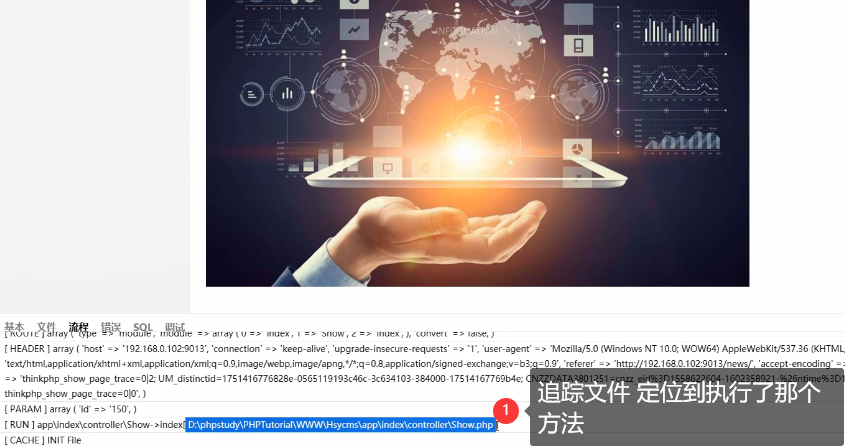 INFORMATION
基本 文件 流程 错误 SQL 调试
[ ROUTE ] array ( 'type' => 'module', 'module' => array ( 0 => 'index', 1 => 'Show', 2 => 'index', ), 'convert' => false, )
[ HEADER ] array ( 'host' => '192.168.0.102:9013', 'connection' => 'keep-alive', 'upgrade-insecure-requests' => '1', 'user-agent' => 'Mozilla/5.0 (Windows NT 10.0; WOW64) AppleWebKit/537.36 (KHTML,
'text/html,application/xhtml+xml,application/xml;q=0.9,image/webp,image/apng,*/*;q=0.8,application/signed-exchange;v=b3;q=0.9', 'referer' => 'http://192.168.0.102:9013/news/', 'accept-encoding' =>
=> 'thinkphp_show_page_trace=0|2; UM_distinctid=1751416776828e-0565119193c46c-3c634103-384000-17514167769b4e; CNZZDATA3801251=cnzz_eid%3D1558622604-1602358921-%26ntime%3D1
thinkphp_show_page_trace=0|0', )
[ PARAM ] array ( 'Id' => '150', )
[ RUN ] app\index\controller\Show->index[ D:\phpstudy\PHPTutorial\WWW\Hsycms\app\index\controller\Show.php ]
[ CACHE ] INIT File
1
追踪文件 定位到执行了那个
方法